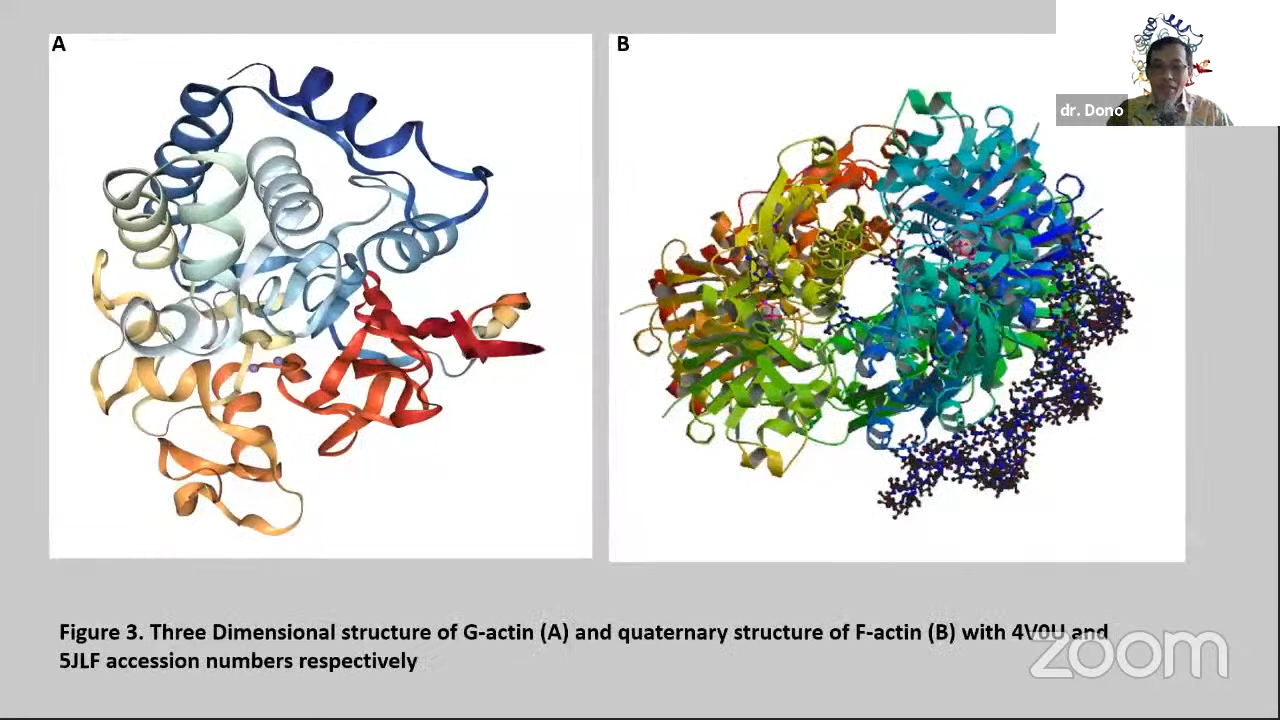 A
B
dr. Dono
Figure 3. Three Dimensional structure of G-actin (A) and quaternary structure of F-actin (B) with 4V0U and
5JLF accession numbers respectively
zoom